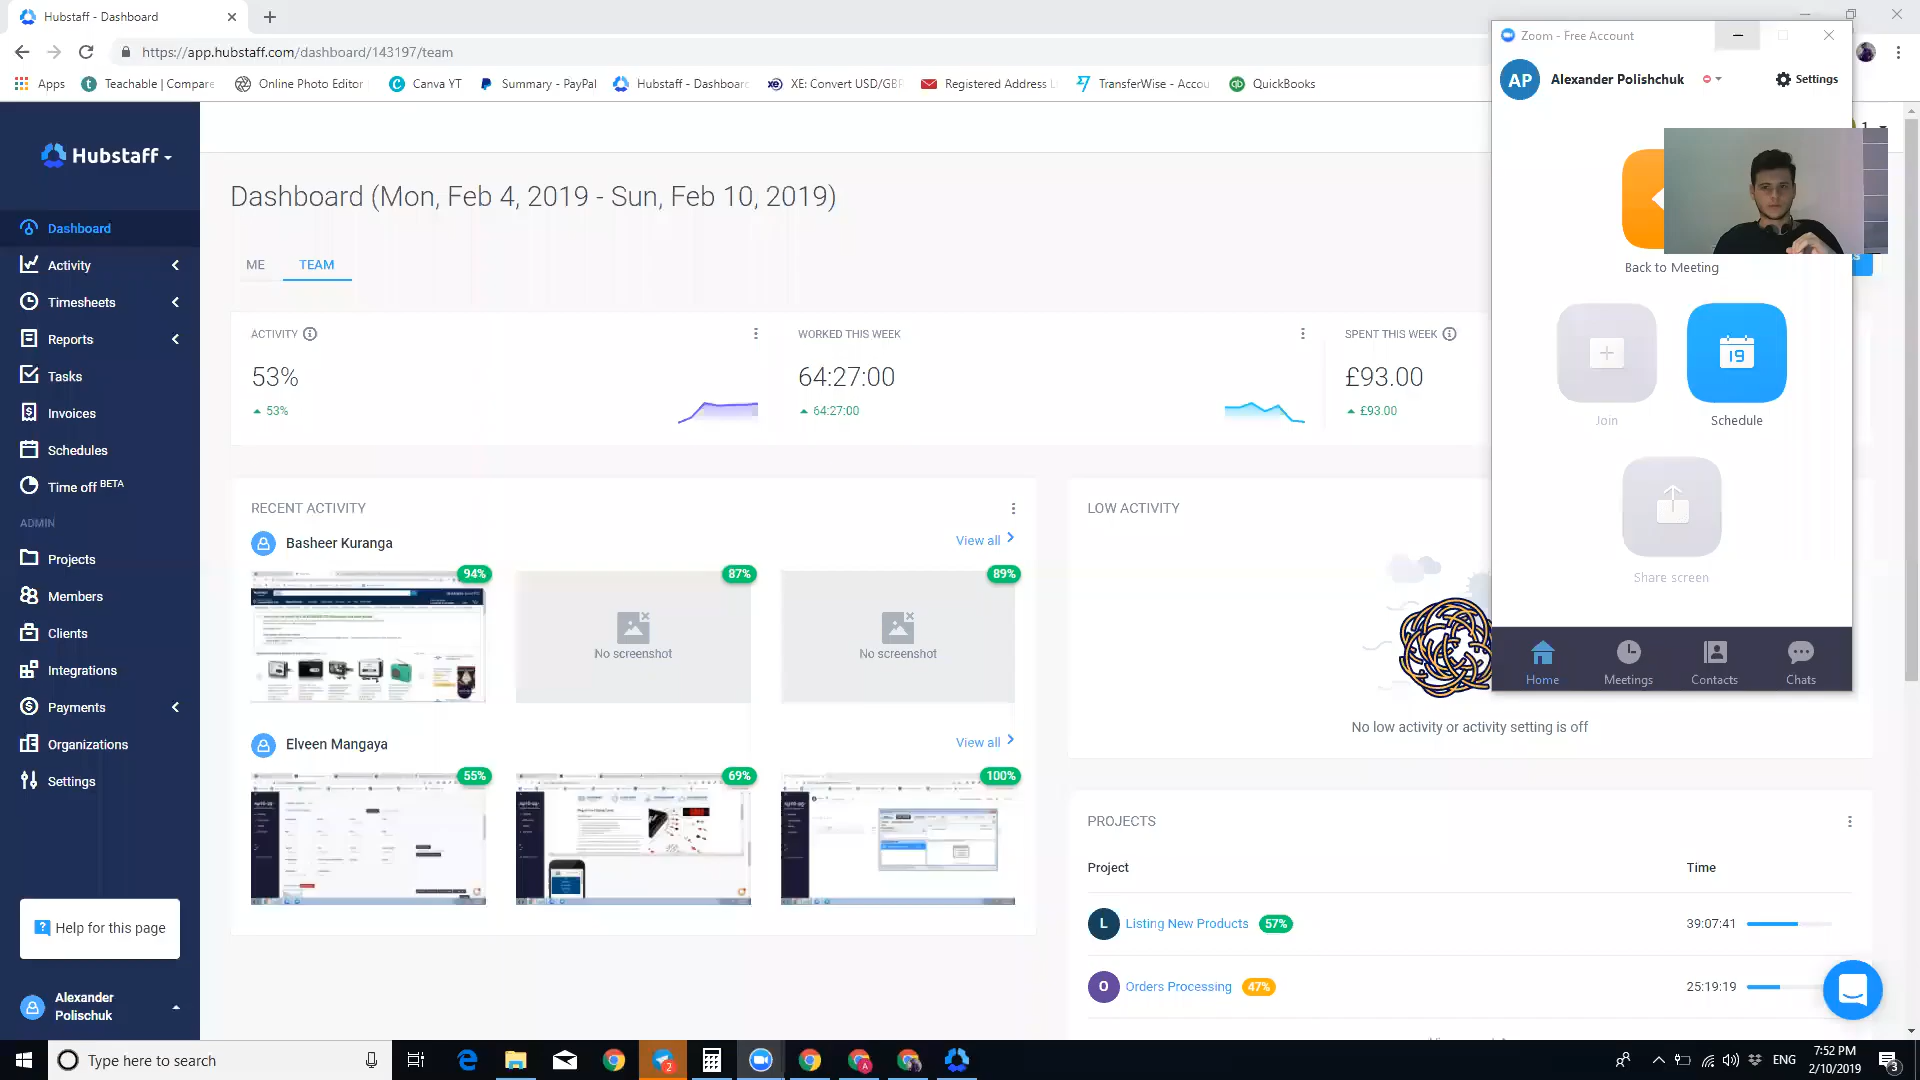 Hubstaff - Dashboard
https://app.hubstaff.com/dashboard/143197/team
Apps
Teachable | Compare
Online Photo Editor
Canva YT
Summary - PayPal
Hubstaff - Dashboard
XE: Convert USD/GBP
Registered Address
TransferWise - Accou
QuickBooks
Hubstaff
Dashboard
Activity
Timesheets
Reports
Tasks
Invoices
Schedules
Time off BETA
ADMIN
Projects
Members
Clients
Integrations
Payments
Organizations
Settings
Help for this page
Alexander
Polischuk
Dashboard (Mon, Feb 4, 2019 - Sun, Feb 10, 2019)
ME
TEAM
ACTIVITY
53%
53%
WORKED THIS WEEK
64:27:00
64:27:00
SPENT THIS WEEK
£93.00
£93.00
RECENT ACTIVITY
Basheer Kuranga
View all
94%
87%
No screenshot
89%
No screenshot
Elveen Mangaya
View all
55%
69%
100%
LOW ACTIVITY
No low activity or activity setting is off
PROJECTS
Project
Time
L
Listing New Products
57%
39:07:41
O
Orders Processing
47%
25:19:19
Zoom - Free Account
AP
Alexander Polishchuk
Settings
1
Back to Meeting
Join
19
Schedule
Share screen
Home
Meetings
Contacts
Chats
Type here to search
2
A
ENG
7:52 PM
2/10/2019
3